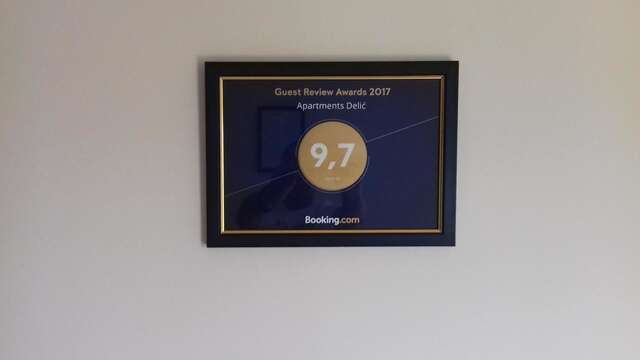 Guest Review Awards 2017
Apartments Delić
9,7
Booking.com